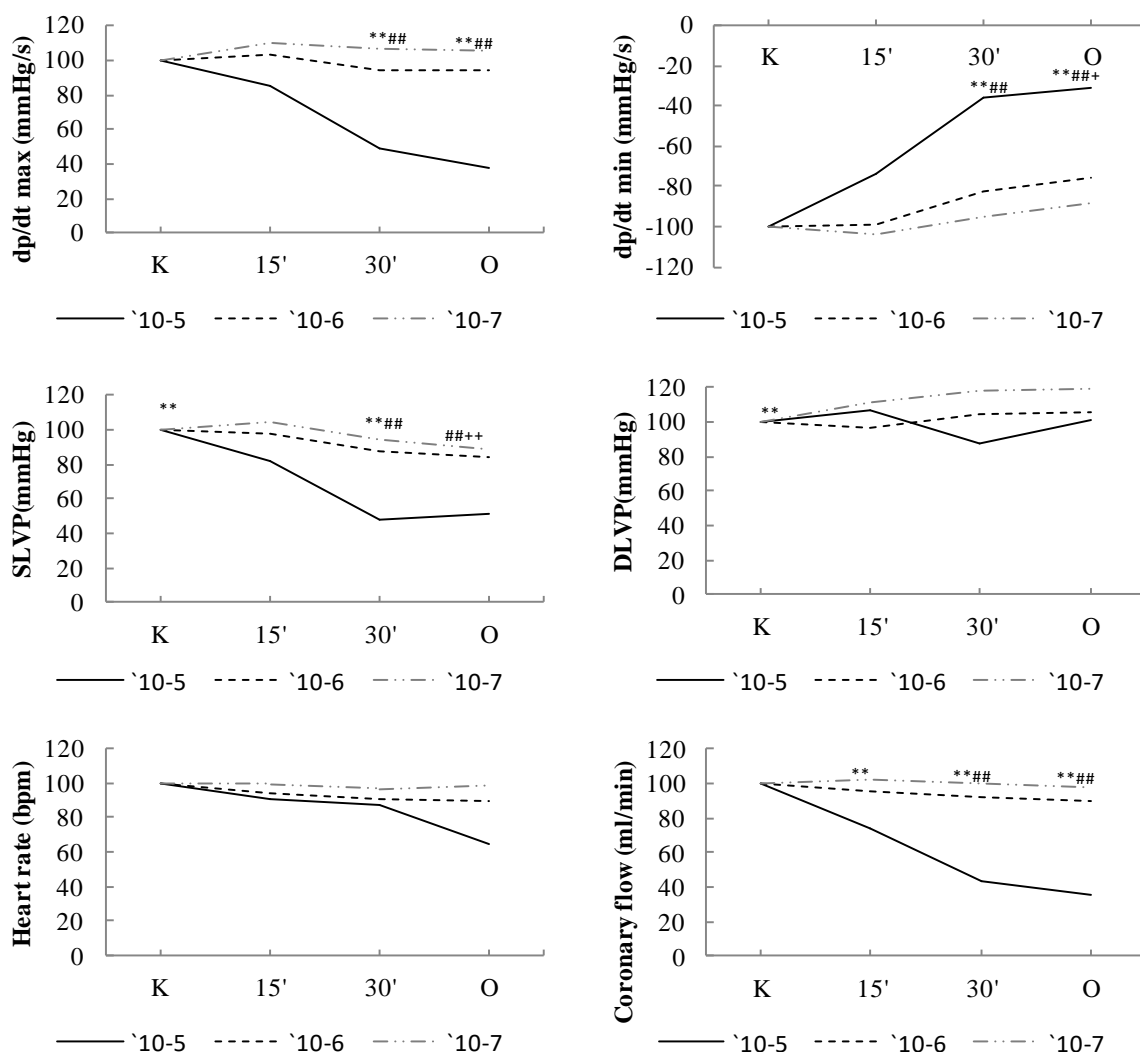 dp/dt max (mmHg/s)
120
100
80
60
40
20
0
**##
**##
K 15' 30' O
`10-5 `10-6 `10-7
dp/dt min (mmHg/s)
0
-20
-40
-60
-80
-100
-120
K 15' 30' O
**##
**##+
`10-5 `10-6 `10-7
SLVP(mmHg)
120
100
80
60
40
20
0
**
**##
##++
K 15' 30' O
`10-5 `10-6 `10-7
DLVP(mmHg)
120
100
80
60
40
20
0
**
K 15' 30' O
`10-5 `10-6 `10-7
Heart rate (bpm)
120
100
80
60
40
20
0
K 15' 30' O
`10-5 `10-6 `10-7
Coronary flow (ml/min)
120
100
80
60
40
20
0
**
**##
**##
K 15' 30' O
`10-5 `10-6 `10-7